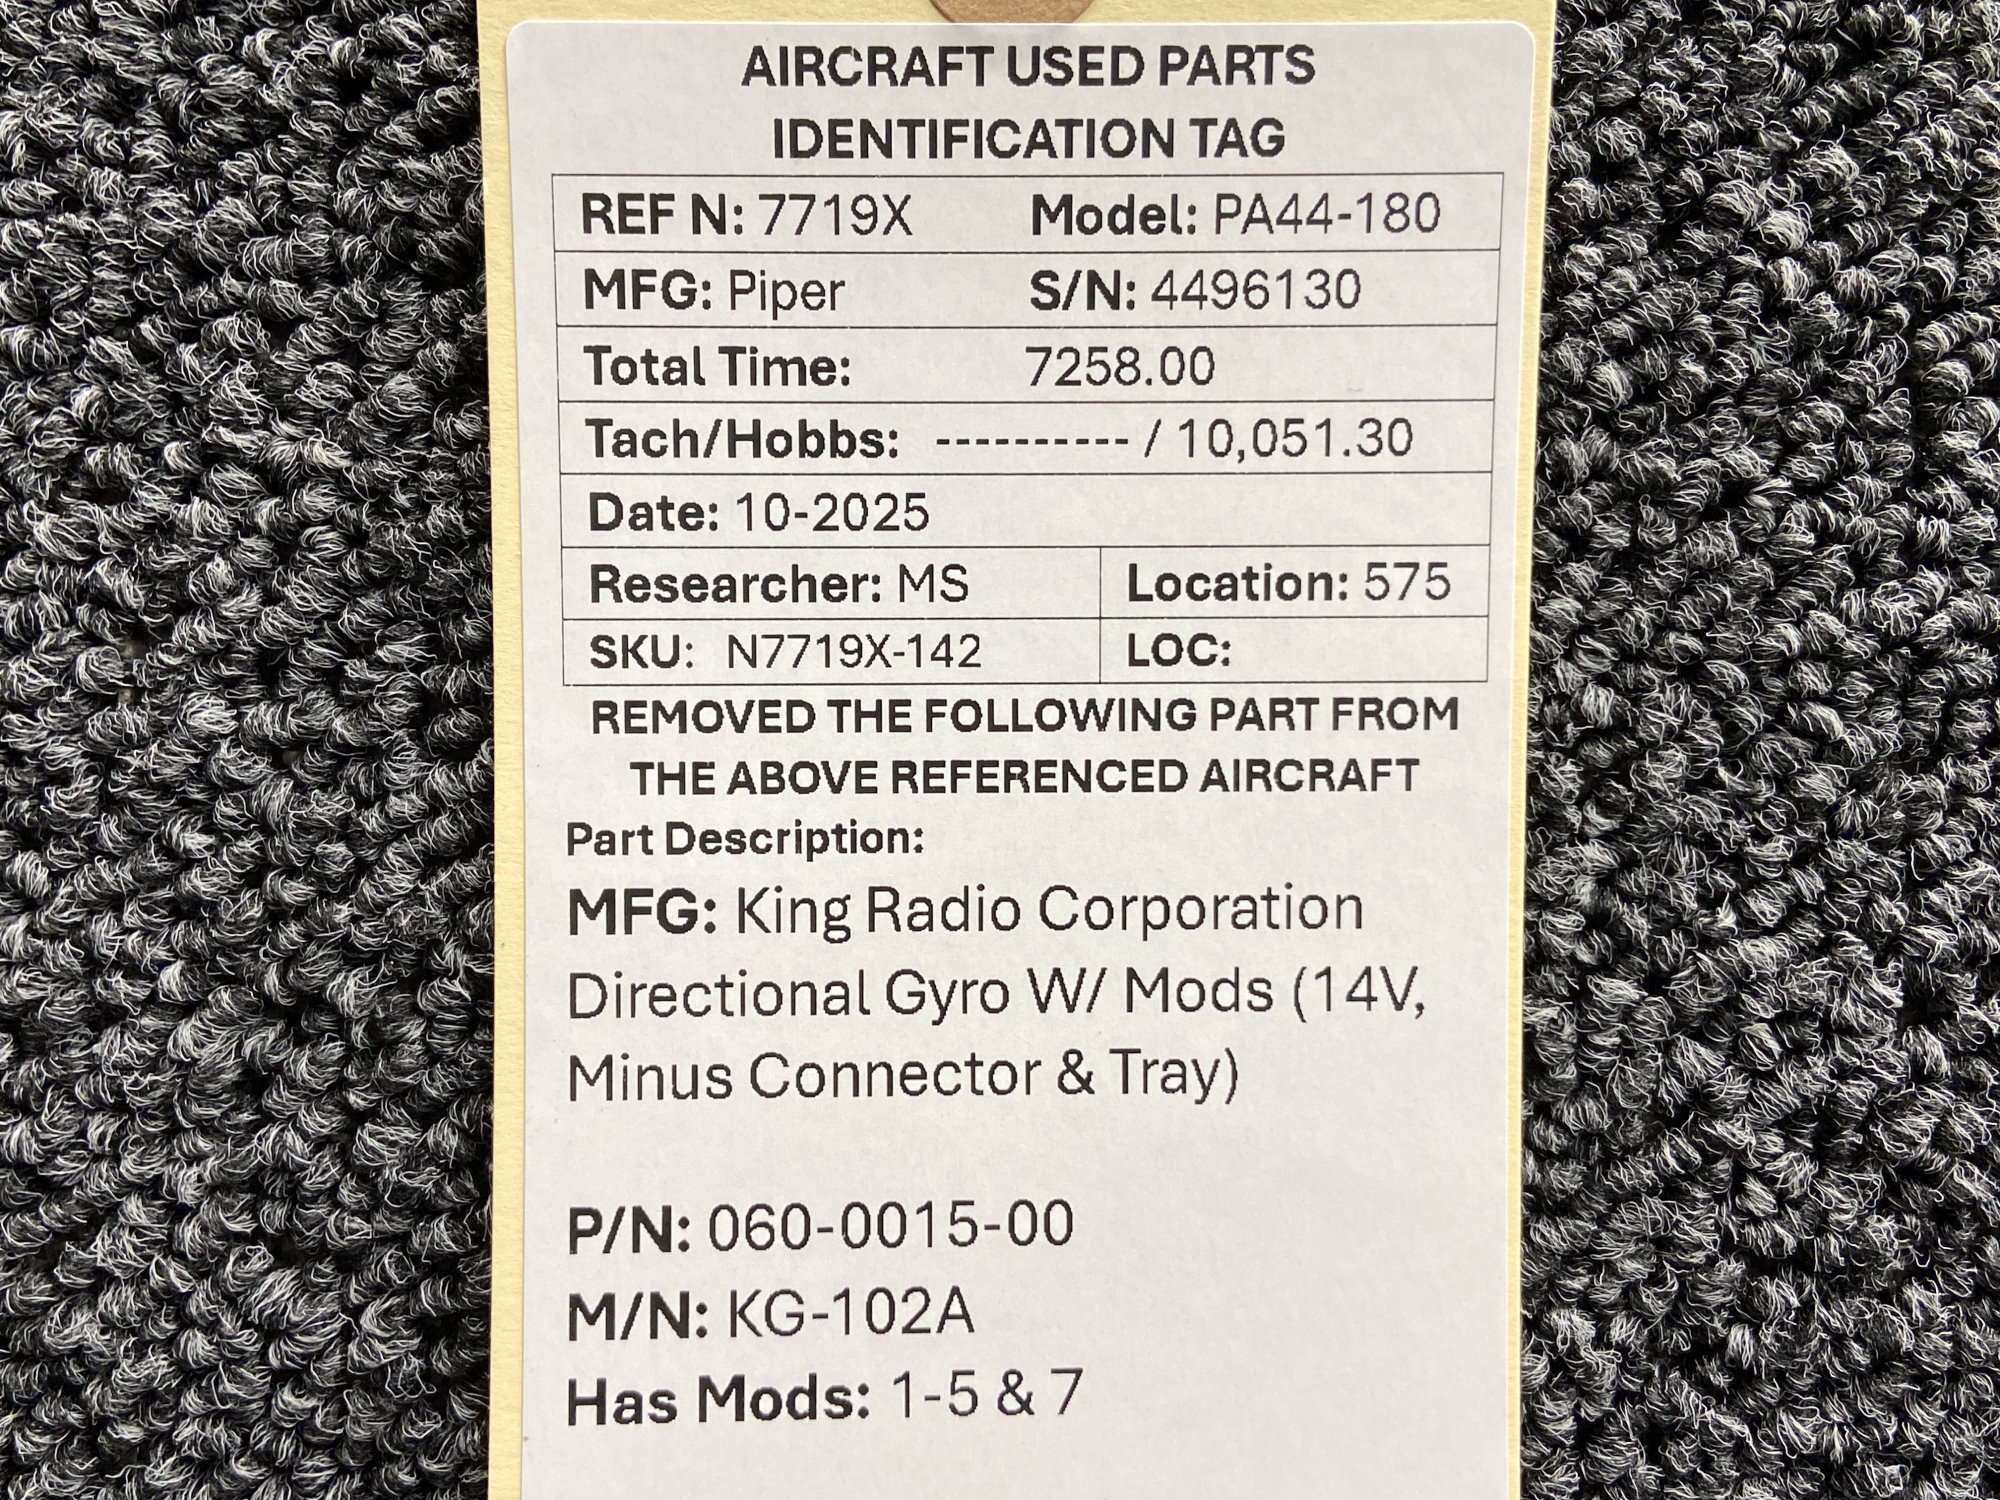 AIRCRAFT USED PARTS
IDENTIFICATION TAG
REF N: 7719X Model: PA44-180
MFG: Piper S/N: 4496130
Total Time: 7258.00
Tach/Hobbs: ---------- / 10,051.30
Date: 10-2025
Researcher: MS Location: 575
SKU: N7719X-142 LOC:
REMOVED THE FOLLOWING PART FROM
THE ABOVE REFERENCED AIRCRAFT
Part Description:
MFG: King Radio Corporation
Directional Gyro W/ Mods (14V,
Minus Connector & Tray)
P/N: 060-0015-00
M/N: KG-102A
Has Mods: 1-5 & 7